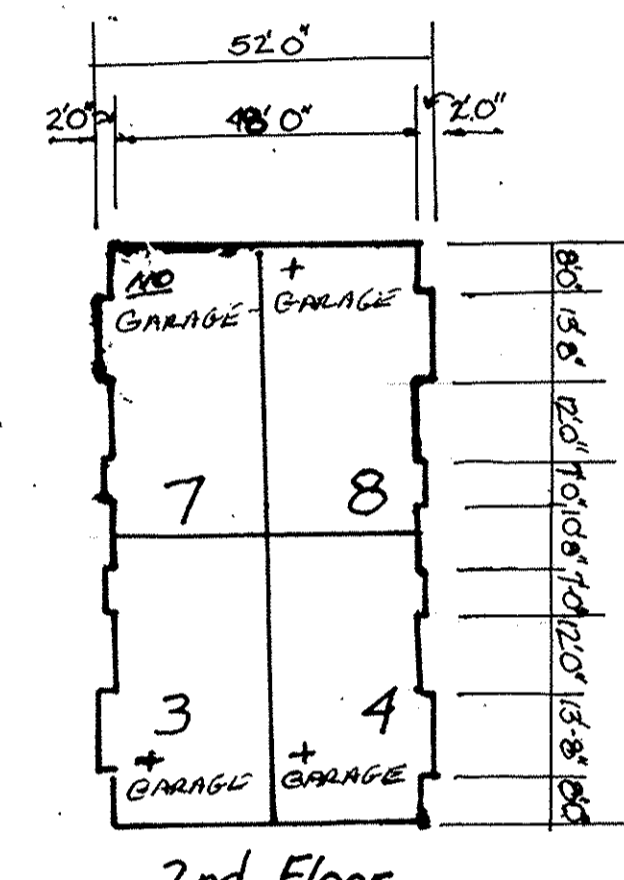 52'0"
2'0" 48'0" 2'0"
NO + 8'0"
GARAGE GARAGE
13'8"
12'0"
7'0"
7 8
10'8"
7'0"
12'0"
3 4
13'-8"
+ +
GARAGE GARAGE
8'0"
2nd Floor